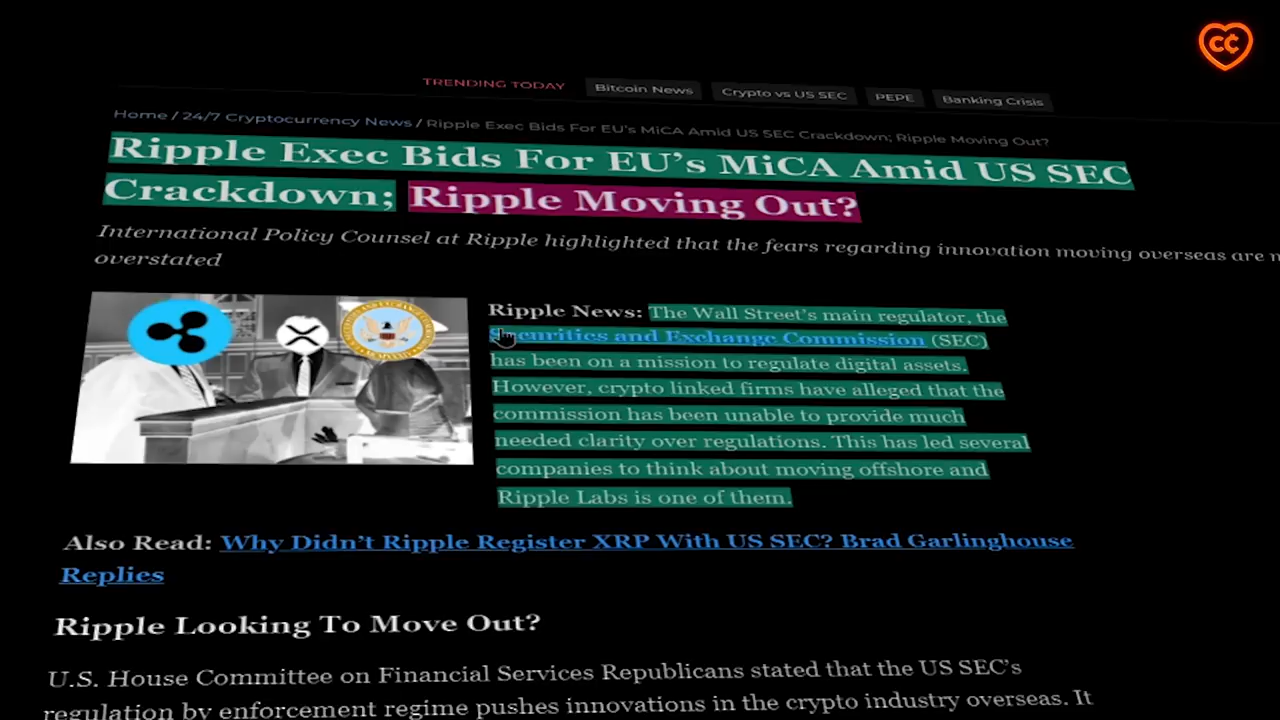 TRENDING TODAY Bitcoin News Crypto vs US SEC PEPE Banking Crisis
Home / 24/7 Cryptocurrency News / Ripple Exec Bids For EU's MiCA Amid US SEC Crackdown; Ripple Moving Out?
Ripple Exec Bids For EU's MiCA Amid US SEC
Crackdown; Ripple Moving Out?
International Policy Counsel at Ripple highlighted that the fears regarding innovation moving overseas are
overstated
Ripple News: The Wall Street's main regulator, the
Securities and Exchange Commission (SEC)
has been on a mission to regulate digital assets.
However, crypto linked firms have alleged that the
commission has been unable to provide much
needed clarity over regulations. This has led several
companies to think about moving offshore and
Ripple Labs is one of them.
Also Read: Why Didn't Ripple Register XRP With US SEC? Brad Garlinghouse
Replies
Ripple Looking To Move Out?
U.S. House Committee on Financial Services Republicans stated that the US SEC's
regulation by enforcement regime pushes innovations in the crypto industry overseas. It